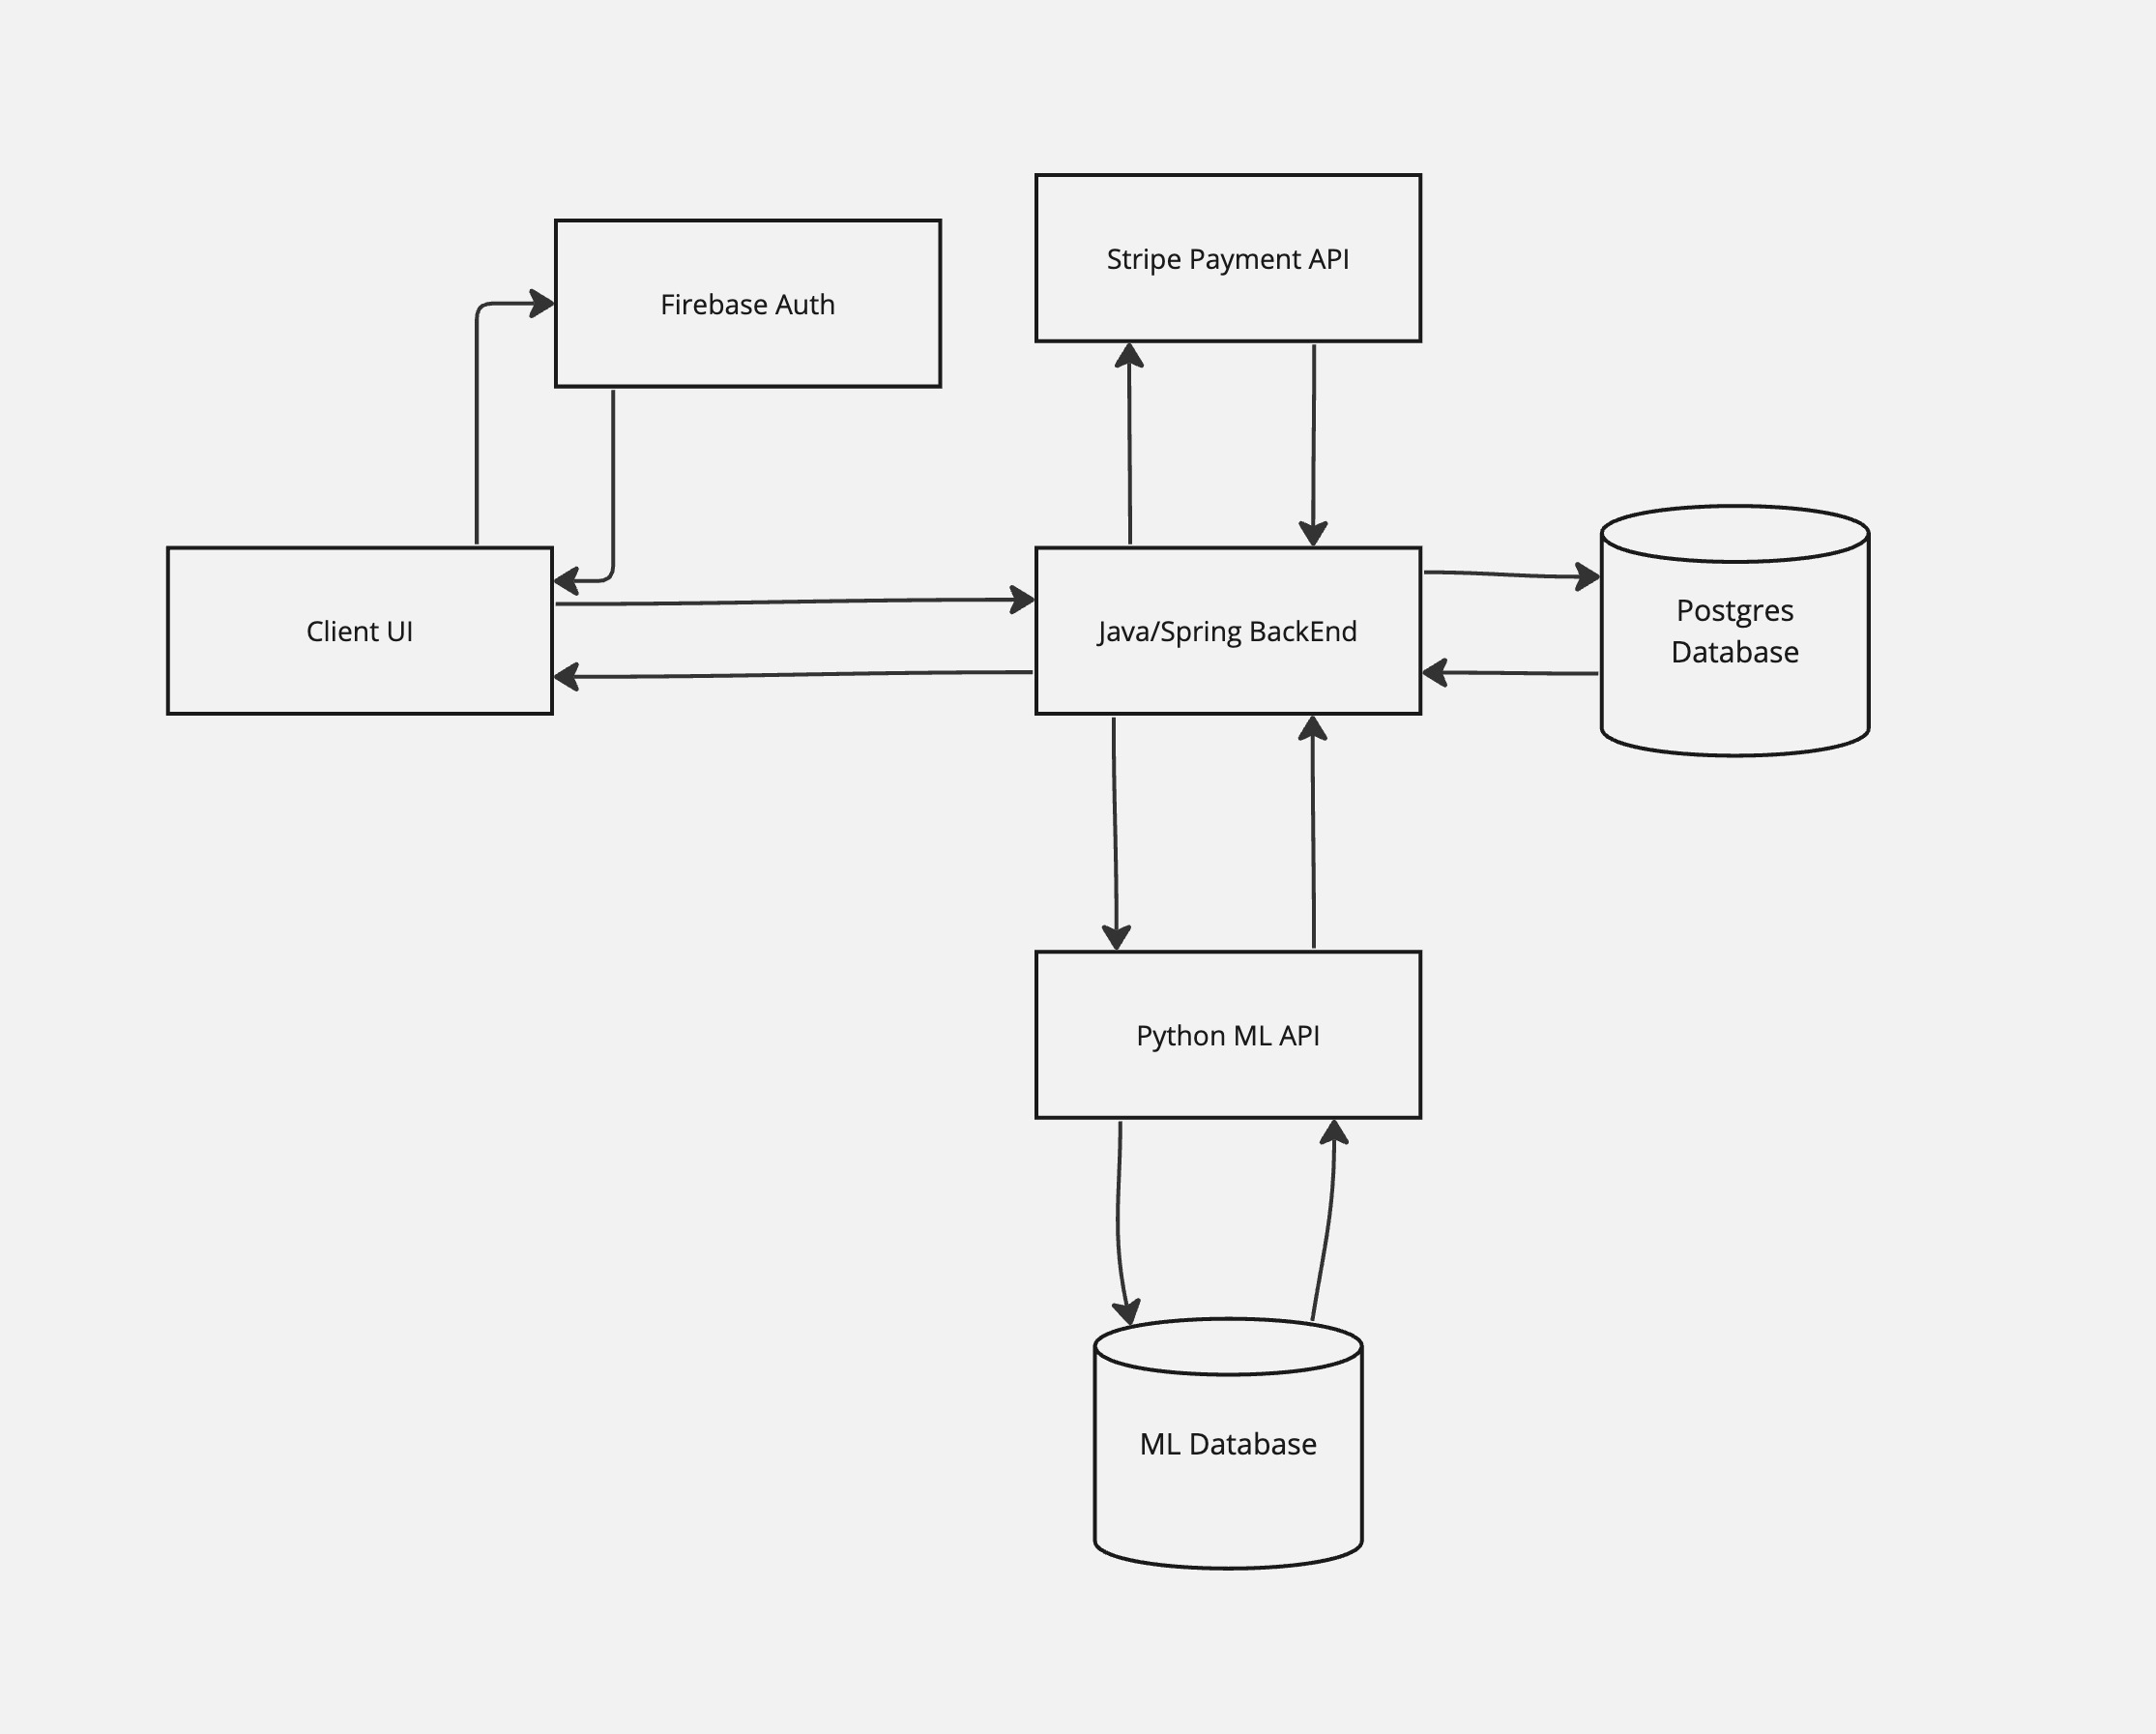 Stripe Payment API
Firebase Auth
Client UI
Java/Spring BackEnd
Postgres
Database
Python ML API
ML Database